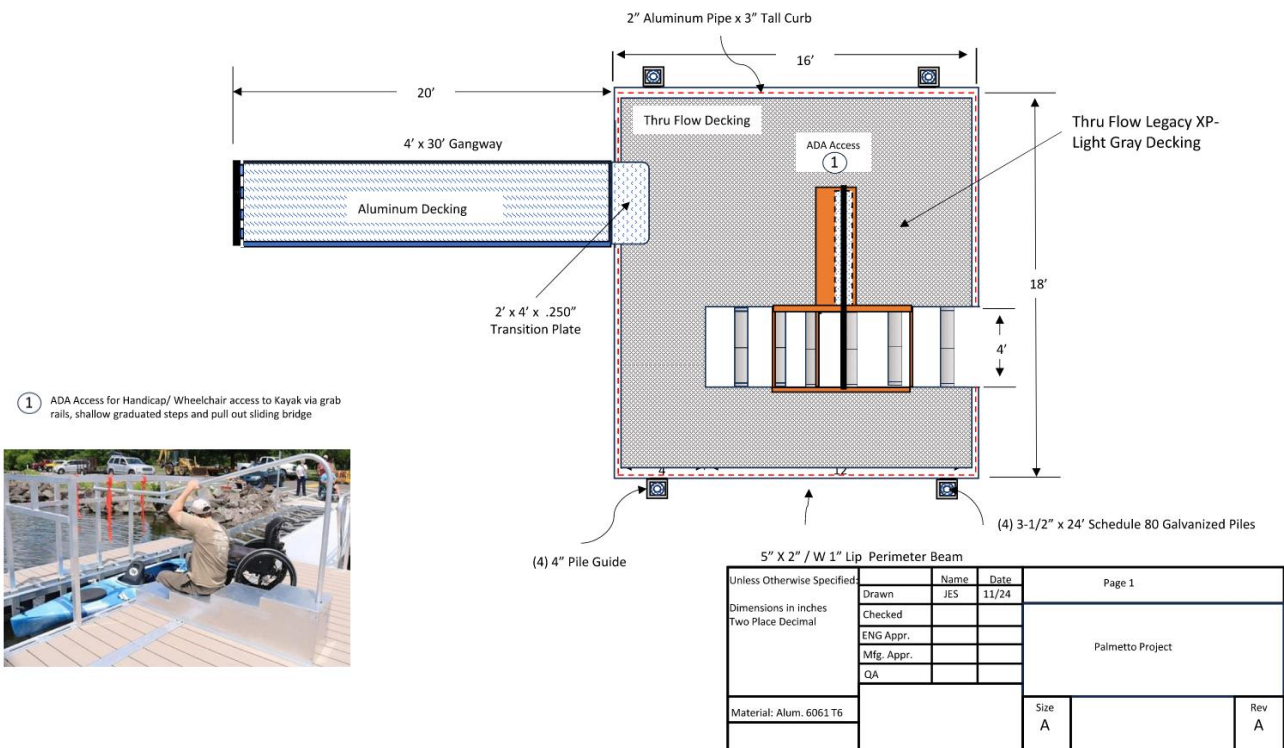 2” Aluminum Pipe x 3” Tall Curb
16’
20’
Thru Flow Decking
Thru Flow Legacy XP-
Light Gray Decking
4’ x 30’ Gangway
ADA Access
1
Aluminum Decking
18’
2’ x 4’ x .250”
Transition Plate
4’
1 ADA Access for Handicap/ Wheelchair access to Kayak via grab
rails, shallow graduated steps and pull out sliding bridge
4
12
(4) 3-1/2” x 24’ Schedule 80 Galvanized Piles
(4) 4” Pile Guide
5” X 2” / W 1” Lip Perimeter Beam
Unless Otherwise Specified:
Dimensions in inches
Two Place Decimal
Name Date
Drawn JES 11/24
Checked
ENG Appr.
Mfg. Appr.
QA
Page 1
Palmetto Project
Material: Alum. 6061 T6
Size
A
Rev
A